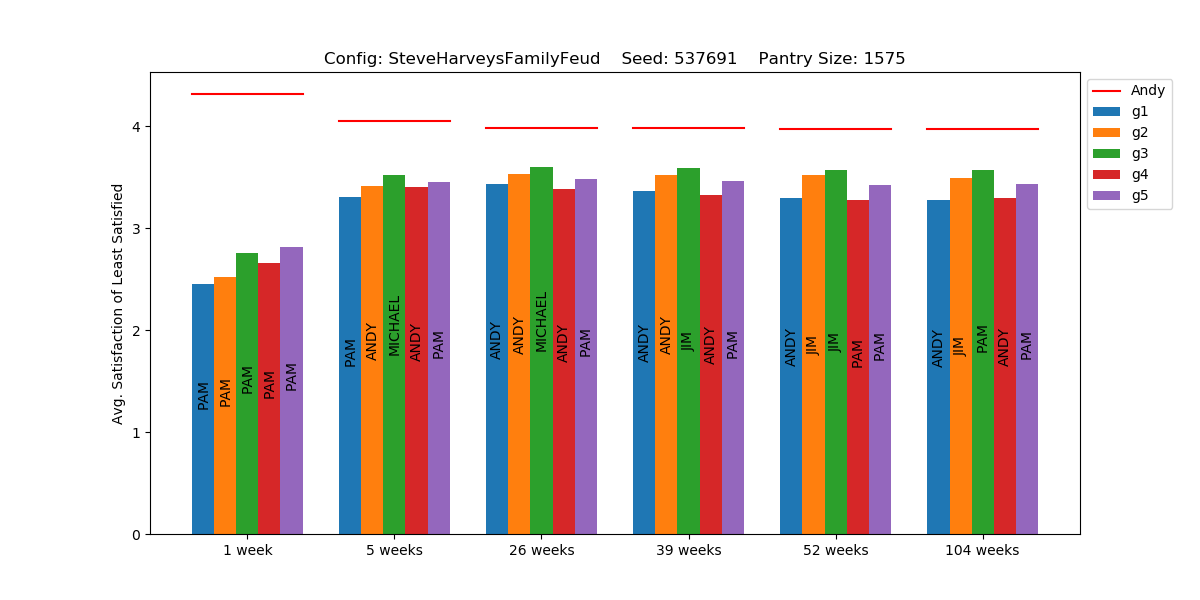 Config: SteveHarveysFamilyFeud    Seed: 537691    Pantry Size: 1575
Avg. Satisfaction of Least Satisfied
4
3
2
1
0
PAM PAM PAM PAM PAM
PAM ANDY MICHAEL ANDY PAM
ANDY ANDY MICHAEL ANDY PAM
ANDY ANDY JIM ANDY PAM
ANDY JIM JIM PAM PAM
ANDY JIM PAM ANDY PAM
1 week 5 weeks 26 weeks 39 weeks 52 weeks 104 weeks
Andy
g1
g2
g3
g4
g5